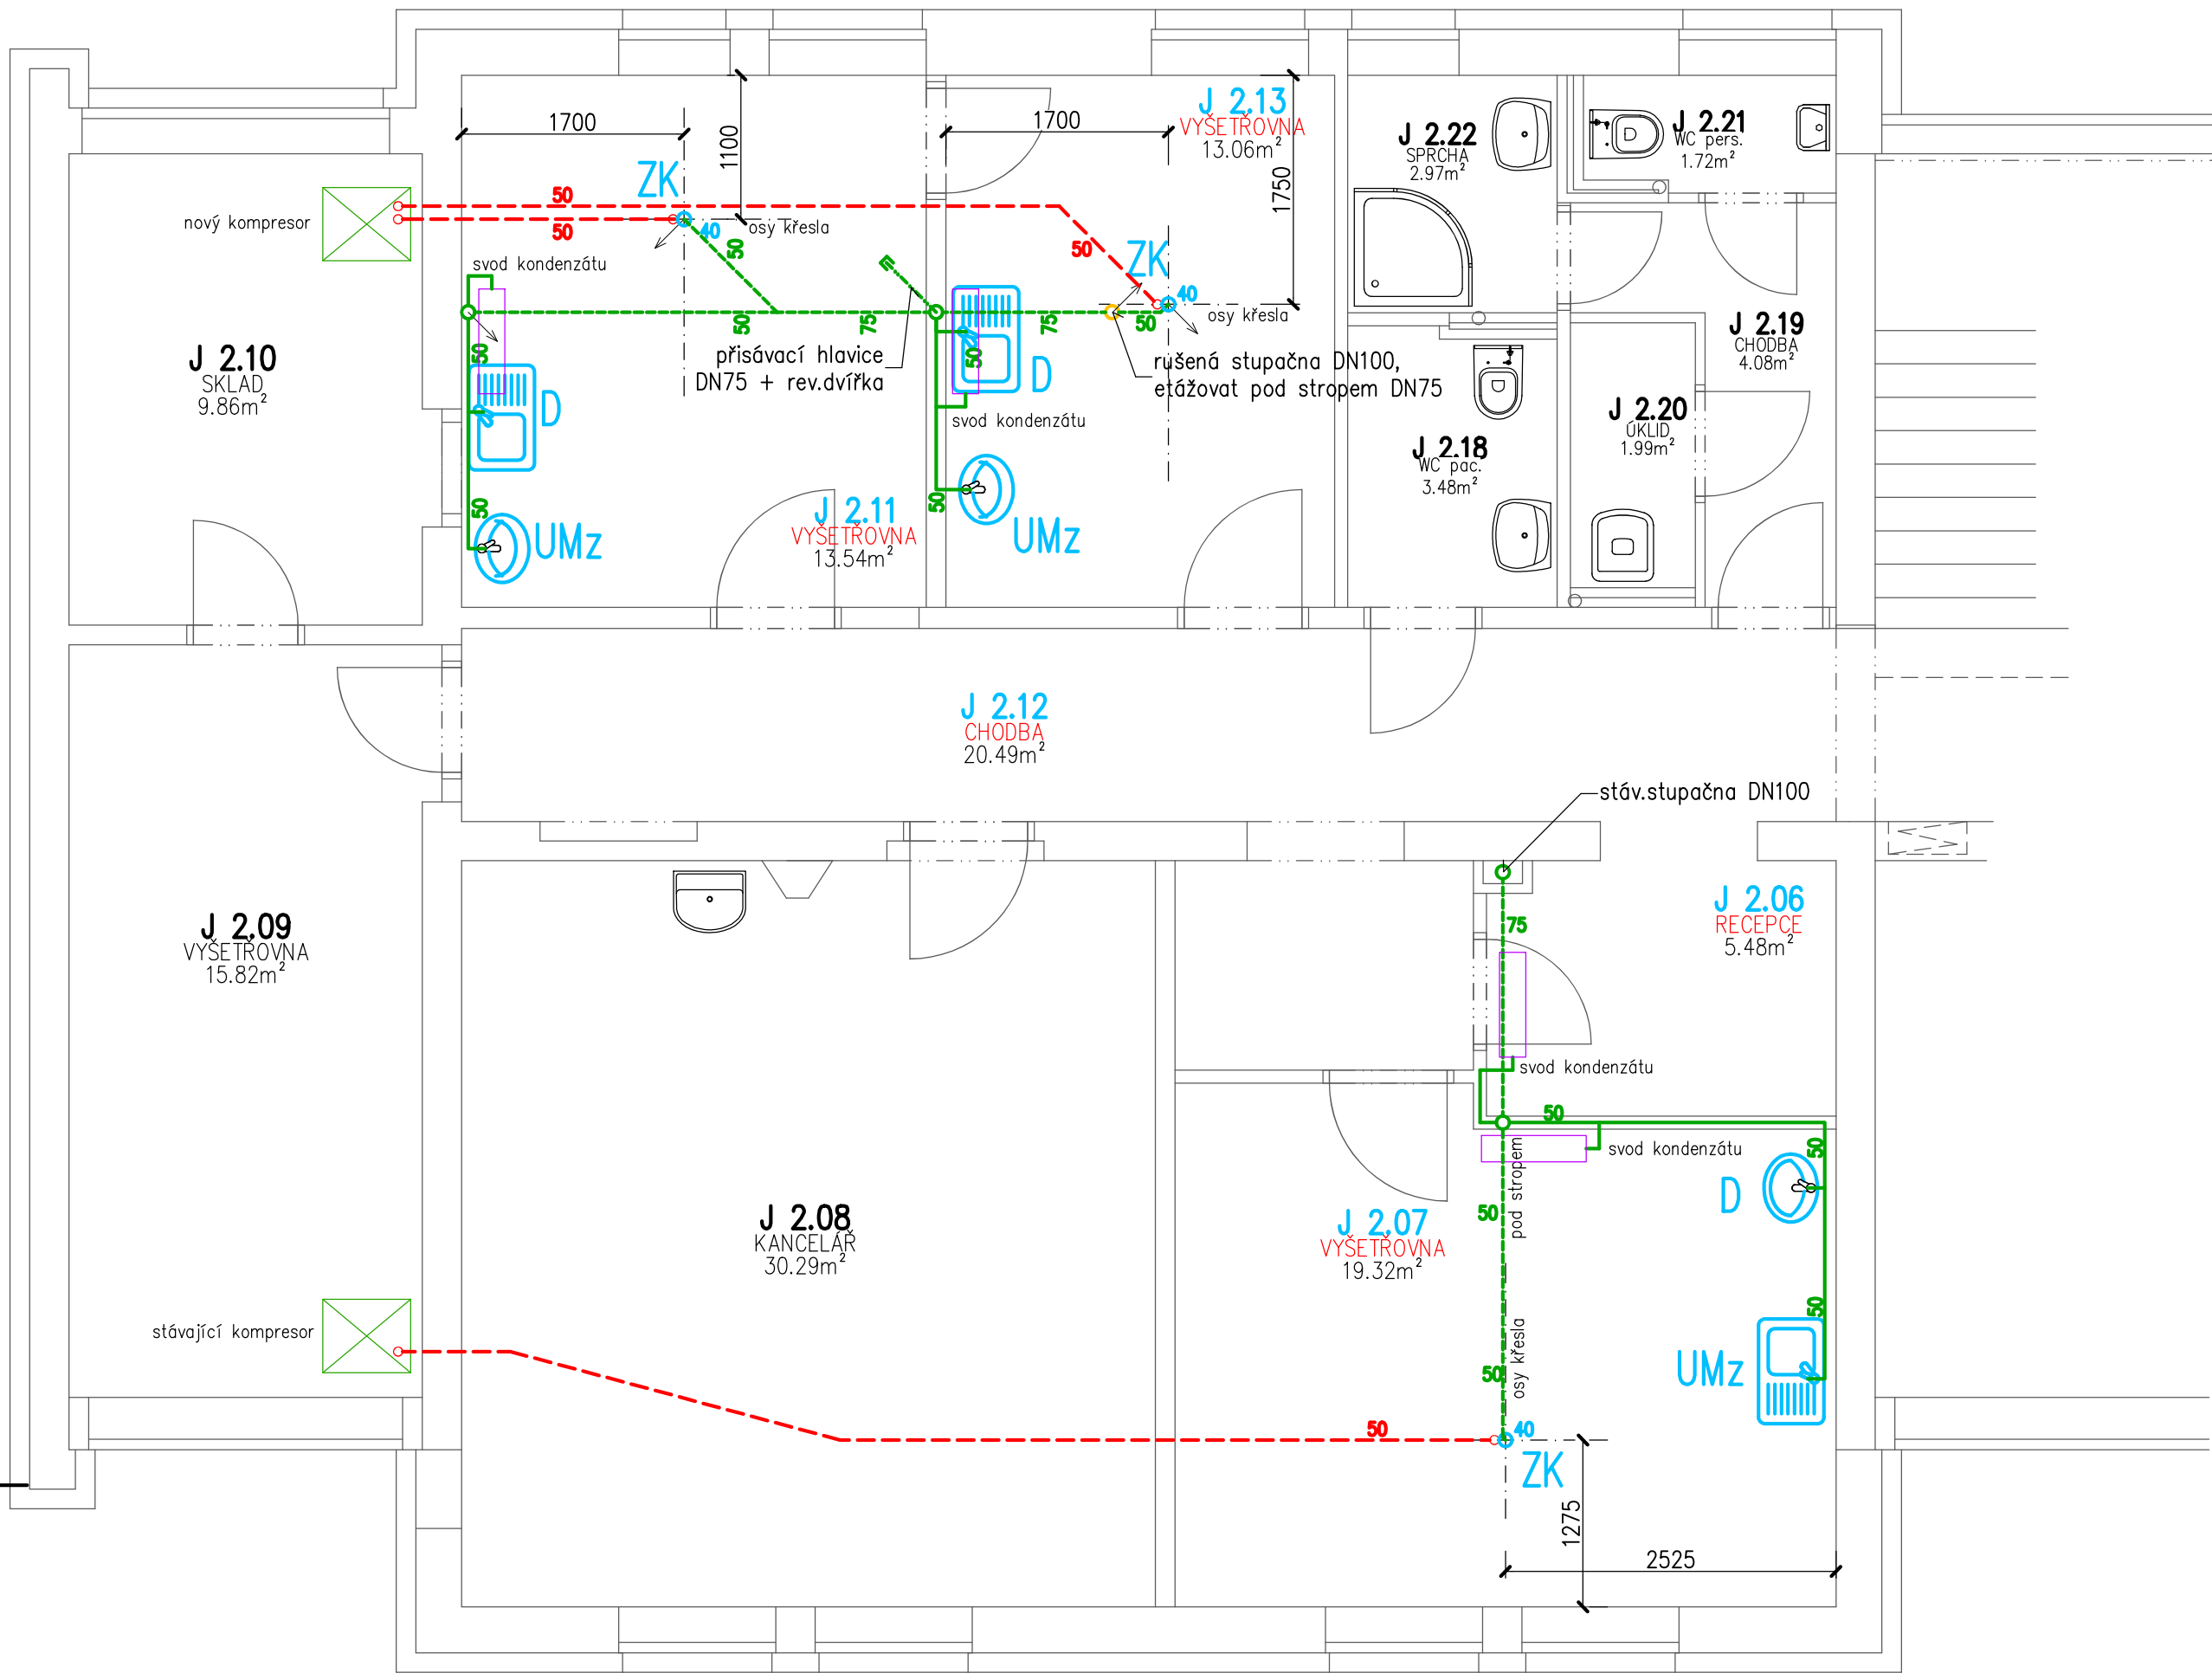 1700
1100
1700
J 2.13
VYŠETŘOVNA
13.06m²
1750
J 2.22
SPRCHA
2.97m²
J 2.21
WC pers.
1.72m²
ZK
50
50
40
osy křesla
50
nový kompresor
svod kondenzátu
50
ZK
40
osy křesla
50
75
75
50
50
50
přisávací hlavice
DN75 + rev.dvířka
D
rušená stupačna DN100,
etážovat pod stropem DN75
J 2.10
SKLAD
9.86m²
D
svod kondenzátu
J 2.19
CHODBA
4.08m²
J 2.20
ÚKLID
1.99m²
J 2.18
WC pac.
3.48m²
50
50
UMz
UMz
J 2.11
VYŠETŘOVNA
13.54m²
J 2.12
CHODBA
20.49m²
stáv.stupačna DN100
75
J 2.06
RECEPCE
5.48m²
J 2.09
VYŠETŘOVNA
15.82m²
svod kondenzátu
50
50
svod kondenzátu
pod stropem
50
D
J 2.08
KANCELÁŘ
30.29m²
J 2.07
VYŠETŘOVNA
19.32m²
50
stávající kompresor
osy křesla
50
UMz
50
40
ZK
1275
2525